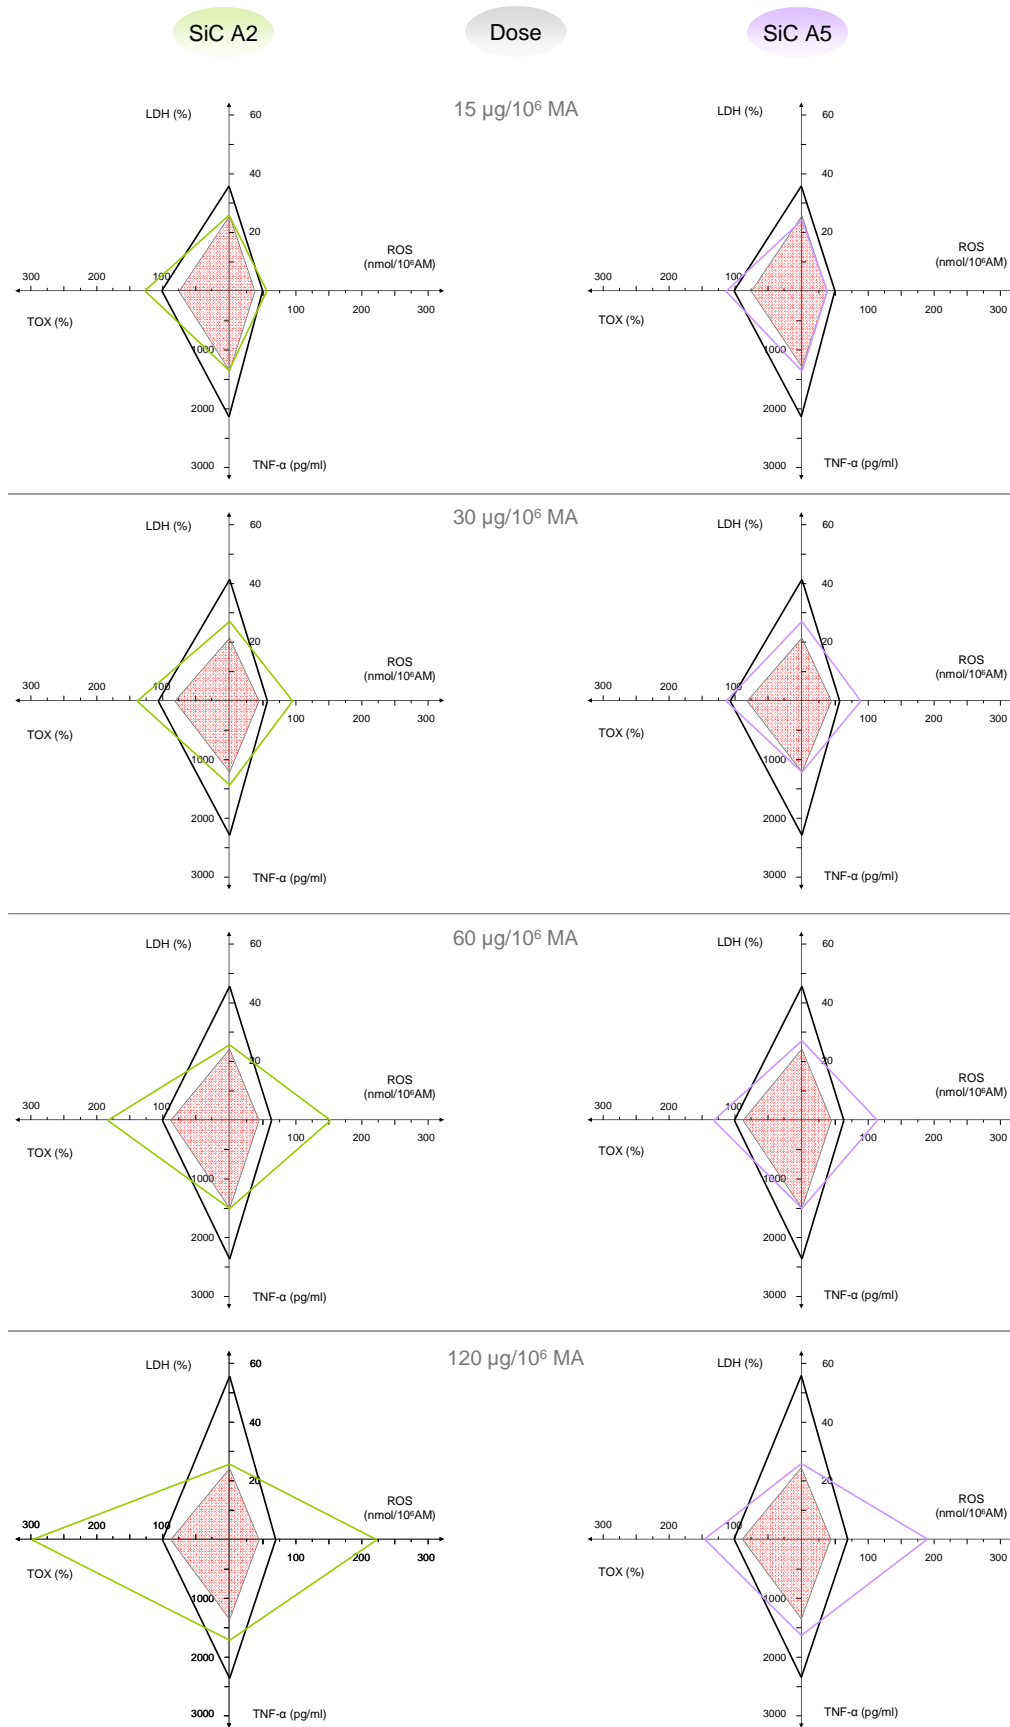 SiC A2 Dose SiC A5
15 µg/10⁶ MA
LDH (%) 60 LDH (%) 60
40 40
20 20
ROS ROS
(nmol/10⁶AM) (nmol/10⁶AM)
300 200 100 300 200 100
100 200 300 100 200 300
TOX (%) TOX (%)
1000 1000
2000 2000
3000 TNF-α (pg/ml) 3000 TNF-α (pg/ml)
30 µg/10⁶ MA
LDH (%) 60 LDH (%) 60
40 40
20 20
ROS ROS
(nmol/10⁶AM) (nmol/10⁶AM)
300 200 100 300 200 100
100 200 300 100 200 300
TOX (%) TOX (%)
1000 1000
2000 2000
3000 TNF-α (pg/ml) 3000 TNF-α (pg/ml)
60 µg/10⁶ MA
LDH (%) 60 LDH (%) 60
40 40
20 20
ROS ROS
(nmol/10⁶AM) (nmol/10⁶AM)
300 200 100 300 200 100
100 200 300 100 200 300
TOX (%) TOX (%)
1000 1000
2000 2000
3000 TNF-α (pg/ml) 3000 TNF-α (pg/ml)
120 µg/10⁶ MA
LDH (%) 60 LDH (%) 60
40 40
20 20
ROS ROS
(nmol/10⁶AM) (nmol/10⁶AM)
300 200 100 300 200 100
100 200 300 100 200 300
TOX (%) TOX (%)
1000 1000
2000 2000
3000 TNF-α (pg/ml) 3000 TNF-α (pg/ml)